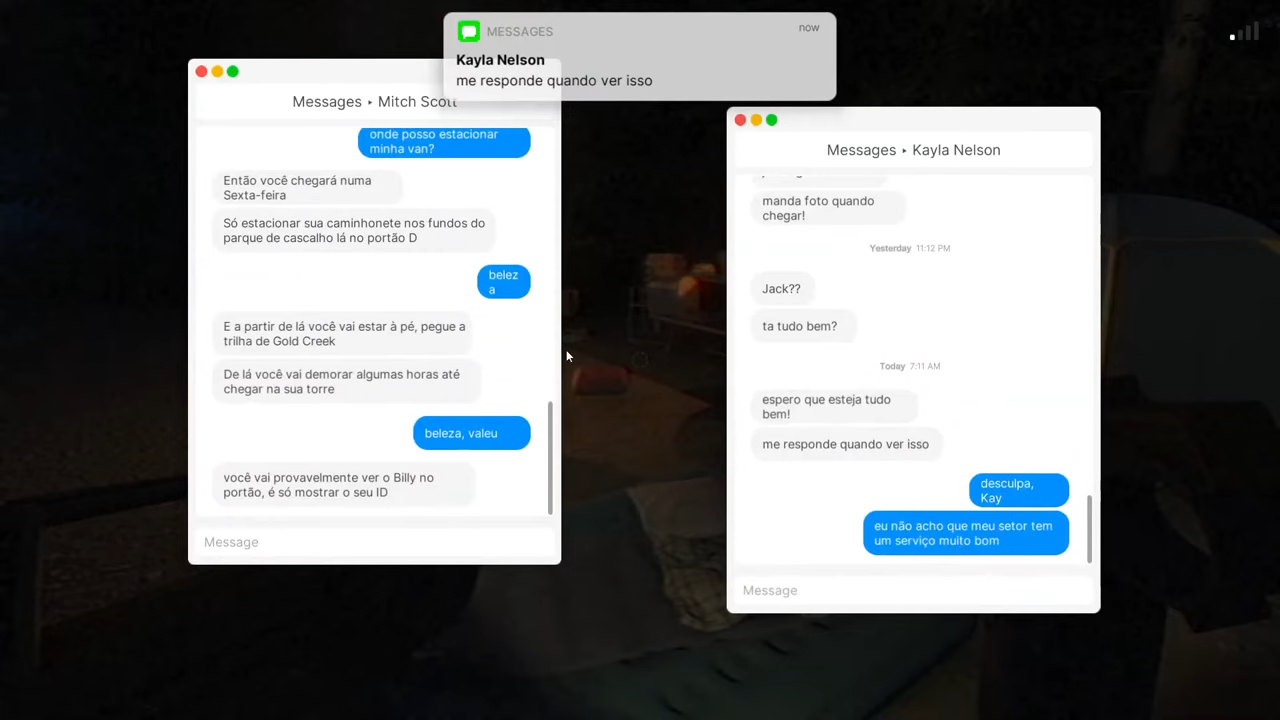 MESSAGES
now
Kayla Nelson
me responde quando ver isso
Messages ‣ Mitch Scott
onde posso estacionar
minha van?
Então você chegará numa
Sexta-feira
Só estacionar sua caminhonete nos fundos do
parque de cascalho lá no portão D
belez
a
E a partir de lá você vai estar à pé, pegue a
trilha de Gold Creek
De lá você vai demorar algumas horas até
chegar na sua torre
beleza, valeu
você vai provavelmente ver o Billy no
portão, é só mostrar o seu ID
Message
Messages ‣ Kayla Nelson
manda foto quando
chegar!
Yesterday 11:12 PM
Jack??
ta tudo bem?
Today 7:11 AM
espero que esteja tudo
bem!
me responde quando ver isso
desculpa,
Kay
eu não acho que meu setor tem
um serviço muito bom
Message